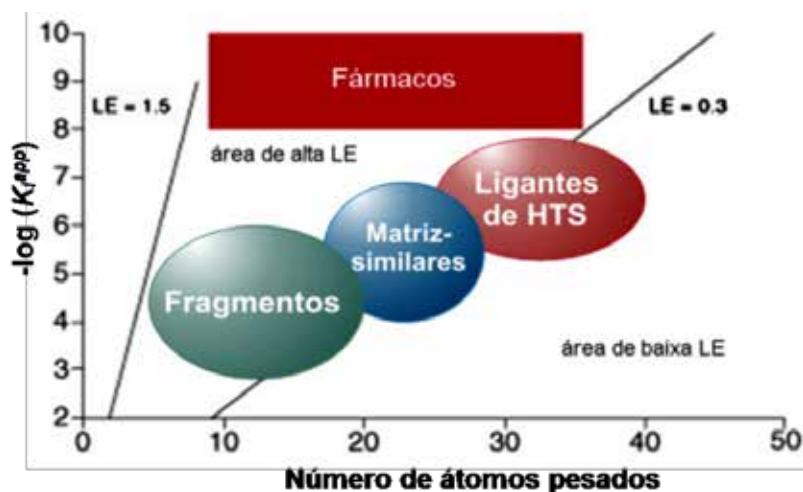 10
9
8
7
6
5
4
3
2
-log (Kᵢᵃᵖᵖ)
LE = 1.5
Fármacos
LE = 0.3
área de alta LE
Ligantes
de HTS
Matriz-
similares
Fragmentos
área de baixa LE
0 10 20 30 40 50
Número de átomos pesados